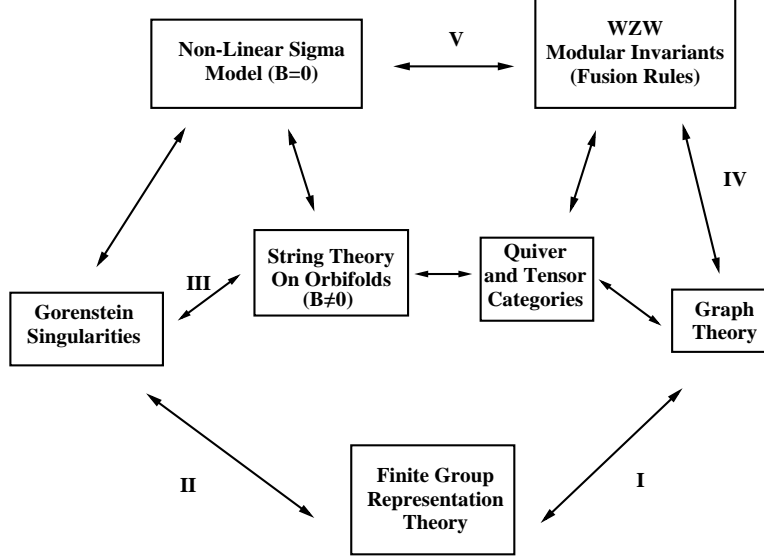 Non-Linear Sigma
Model (B=0)
V
WZW
Modular Invariants
(Fusion Rules)
IV
String Theory
On Orbifolds
(B≠0)
Quiver
and Tensor
Categories
III
Gorenstein
Singularities
Graph
Theory
II
Finite Group
Representation
Theory
I